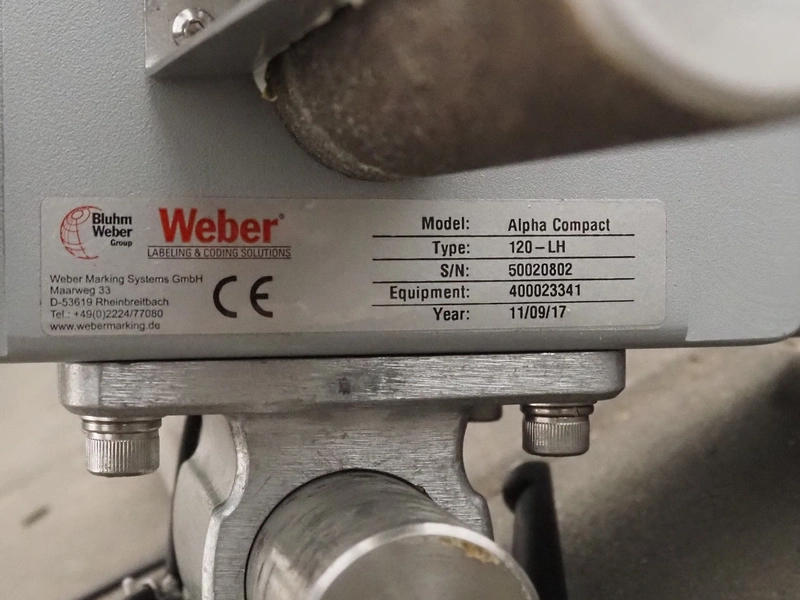 Bluhm
Weber
Group
Weber®
LABELING & CODING SOLUTIONS
Weber Marking Systems GmbH
Maarweg 33
D-53619 Rheinbreitbach
Tel.: +49(0)2224/77080
www.webermarking.de
CE
Model: Alpha Compact
Type: 120-LH
S/N: 50020802
Equipment: 400023341
Year: 11/09/17